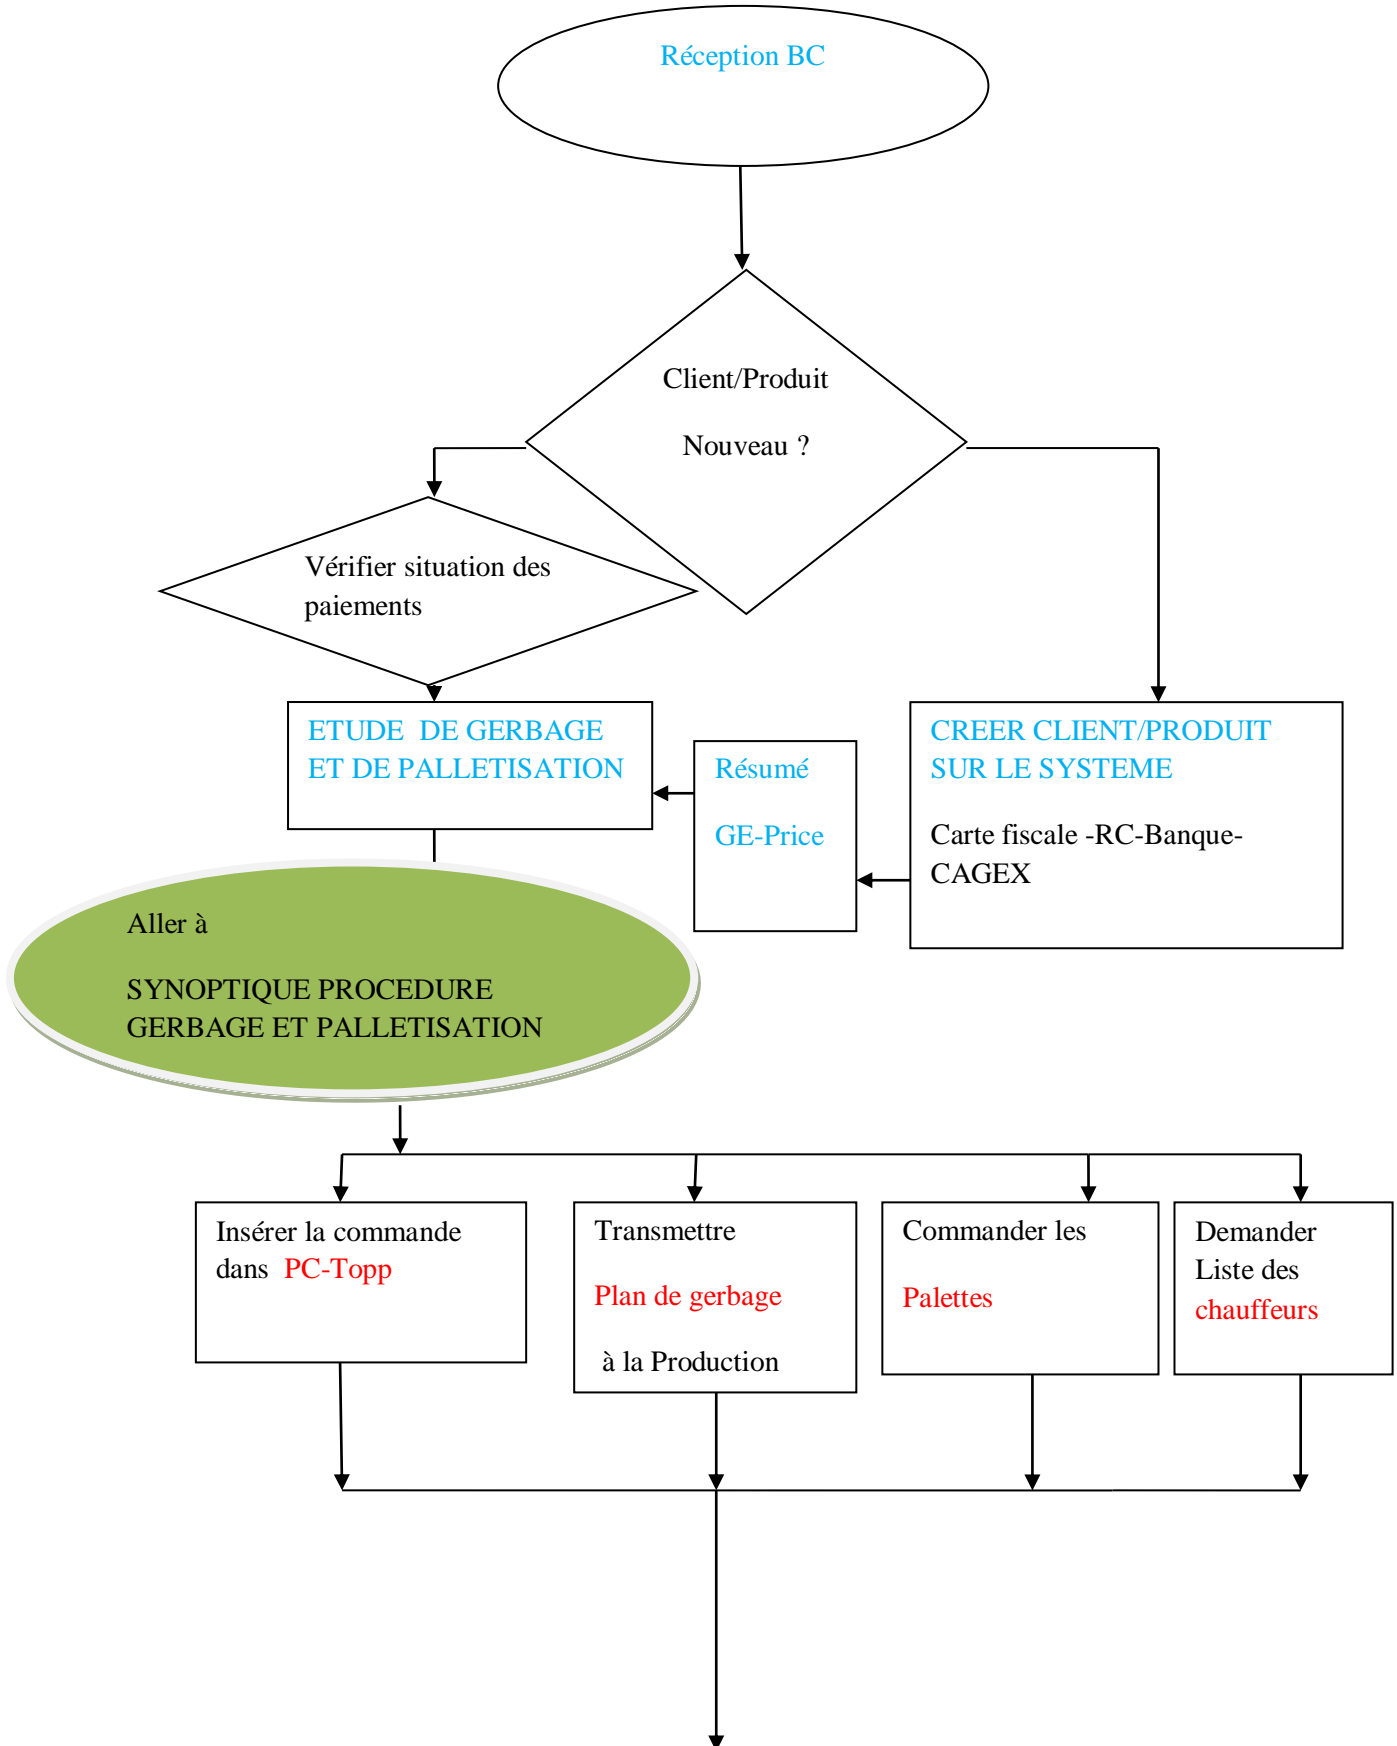 Réception BC
Client/Produit
Nouveau ?
Vérifier situation des
paiements
ETUDE  DE GERBAGE
ET DE PALLETISATION
Résumé
GE-Price
CREER CLIENT/PRODUIT
SUR LE SYSTEME
Carte fiscale -RC-Banque-
CAGEX
Aller à
SYNOPTIQUE PROCEDURE
GERBAGE ET PALLETISATION
Insérer la commande
dans  PC-Topp
Transmettre
Plan de gerbage
à la Production
Commander les
Palettes
Demander
Liste des
chauffeurs